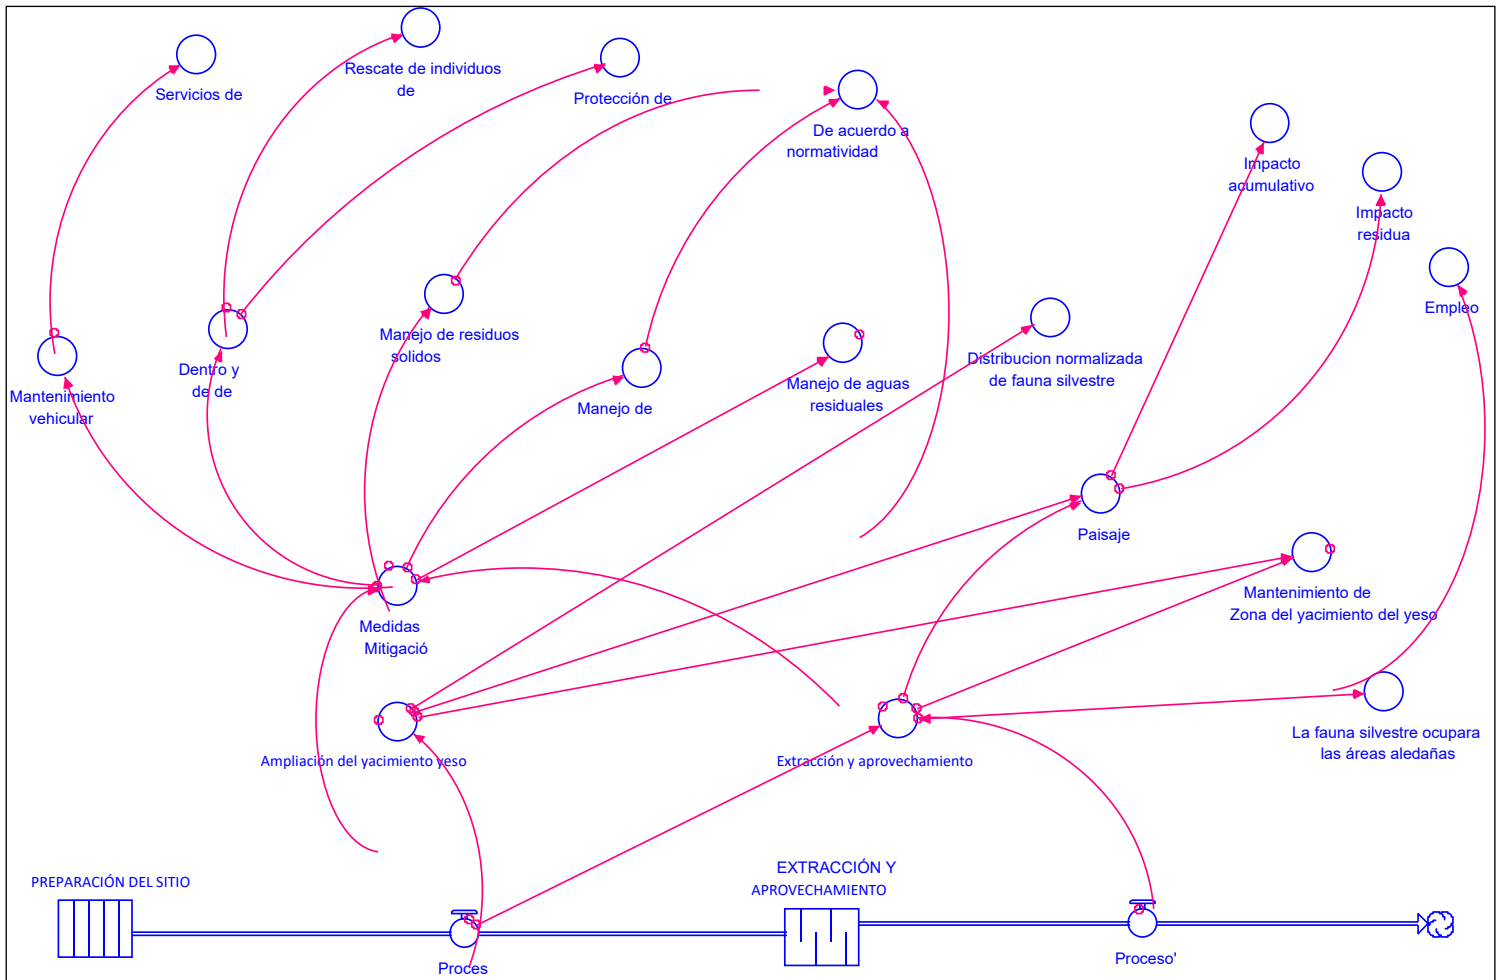 Servicios de
Rescate de individuos
de
Protección de
De acuerdo a
normatividad
Impacto
acumulativo
Impacto
residua
Empleo
Mantenimiento
vehicular
Dentro y
de de
Manejo de residuos
solidos
Manejo de
Manejo de aguas
residuales
Distribucion normalizada
de fauna silvestre
Paisaje
Mantenimiento de
Zona del yacimiento del yeso
Medidas
Mitigació
Ampliación del yacimiento yeso
Extracción y aprovechamiento
La fauna silvestre ocupara
las áreas aledañas
PREPARACIÓN DEL SITIO
EXTRACCIÓN Y
APROVECHAMIENTO
Proces
Proceso'